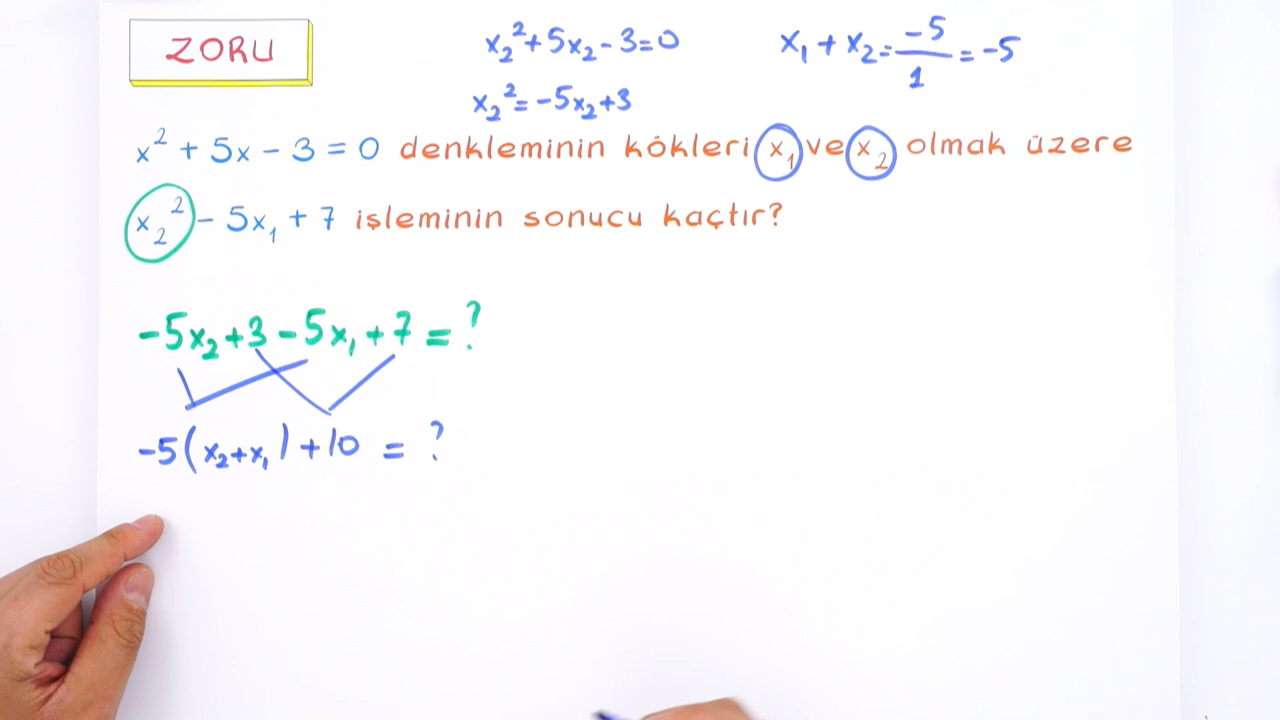 ZORU
x₂²+5x₂-3=0
x₁+x₂=-5/1=-5
x₂²=-5x₂+3
x²+5x-3=0 denkleminin kökleri x₁ ve x₂ olmak üzere
x₂²-5x₁+7 işleminin sonucu kaçtır?
-5x₂+3-5x₁+7=?
-5(x₂+x₁)+10=?